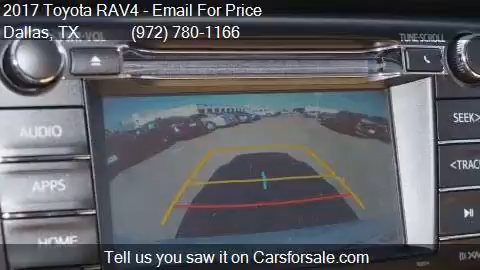 2017 Toyota RAV4 - Email For Price
Dallas, TX (972) 780-1166
VOL
TUNE·SCROLL
AUDIO
APPS
HOME
SEEK>
<TRACK
Tell us you saw it on Carsforsale.com